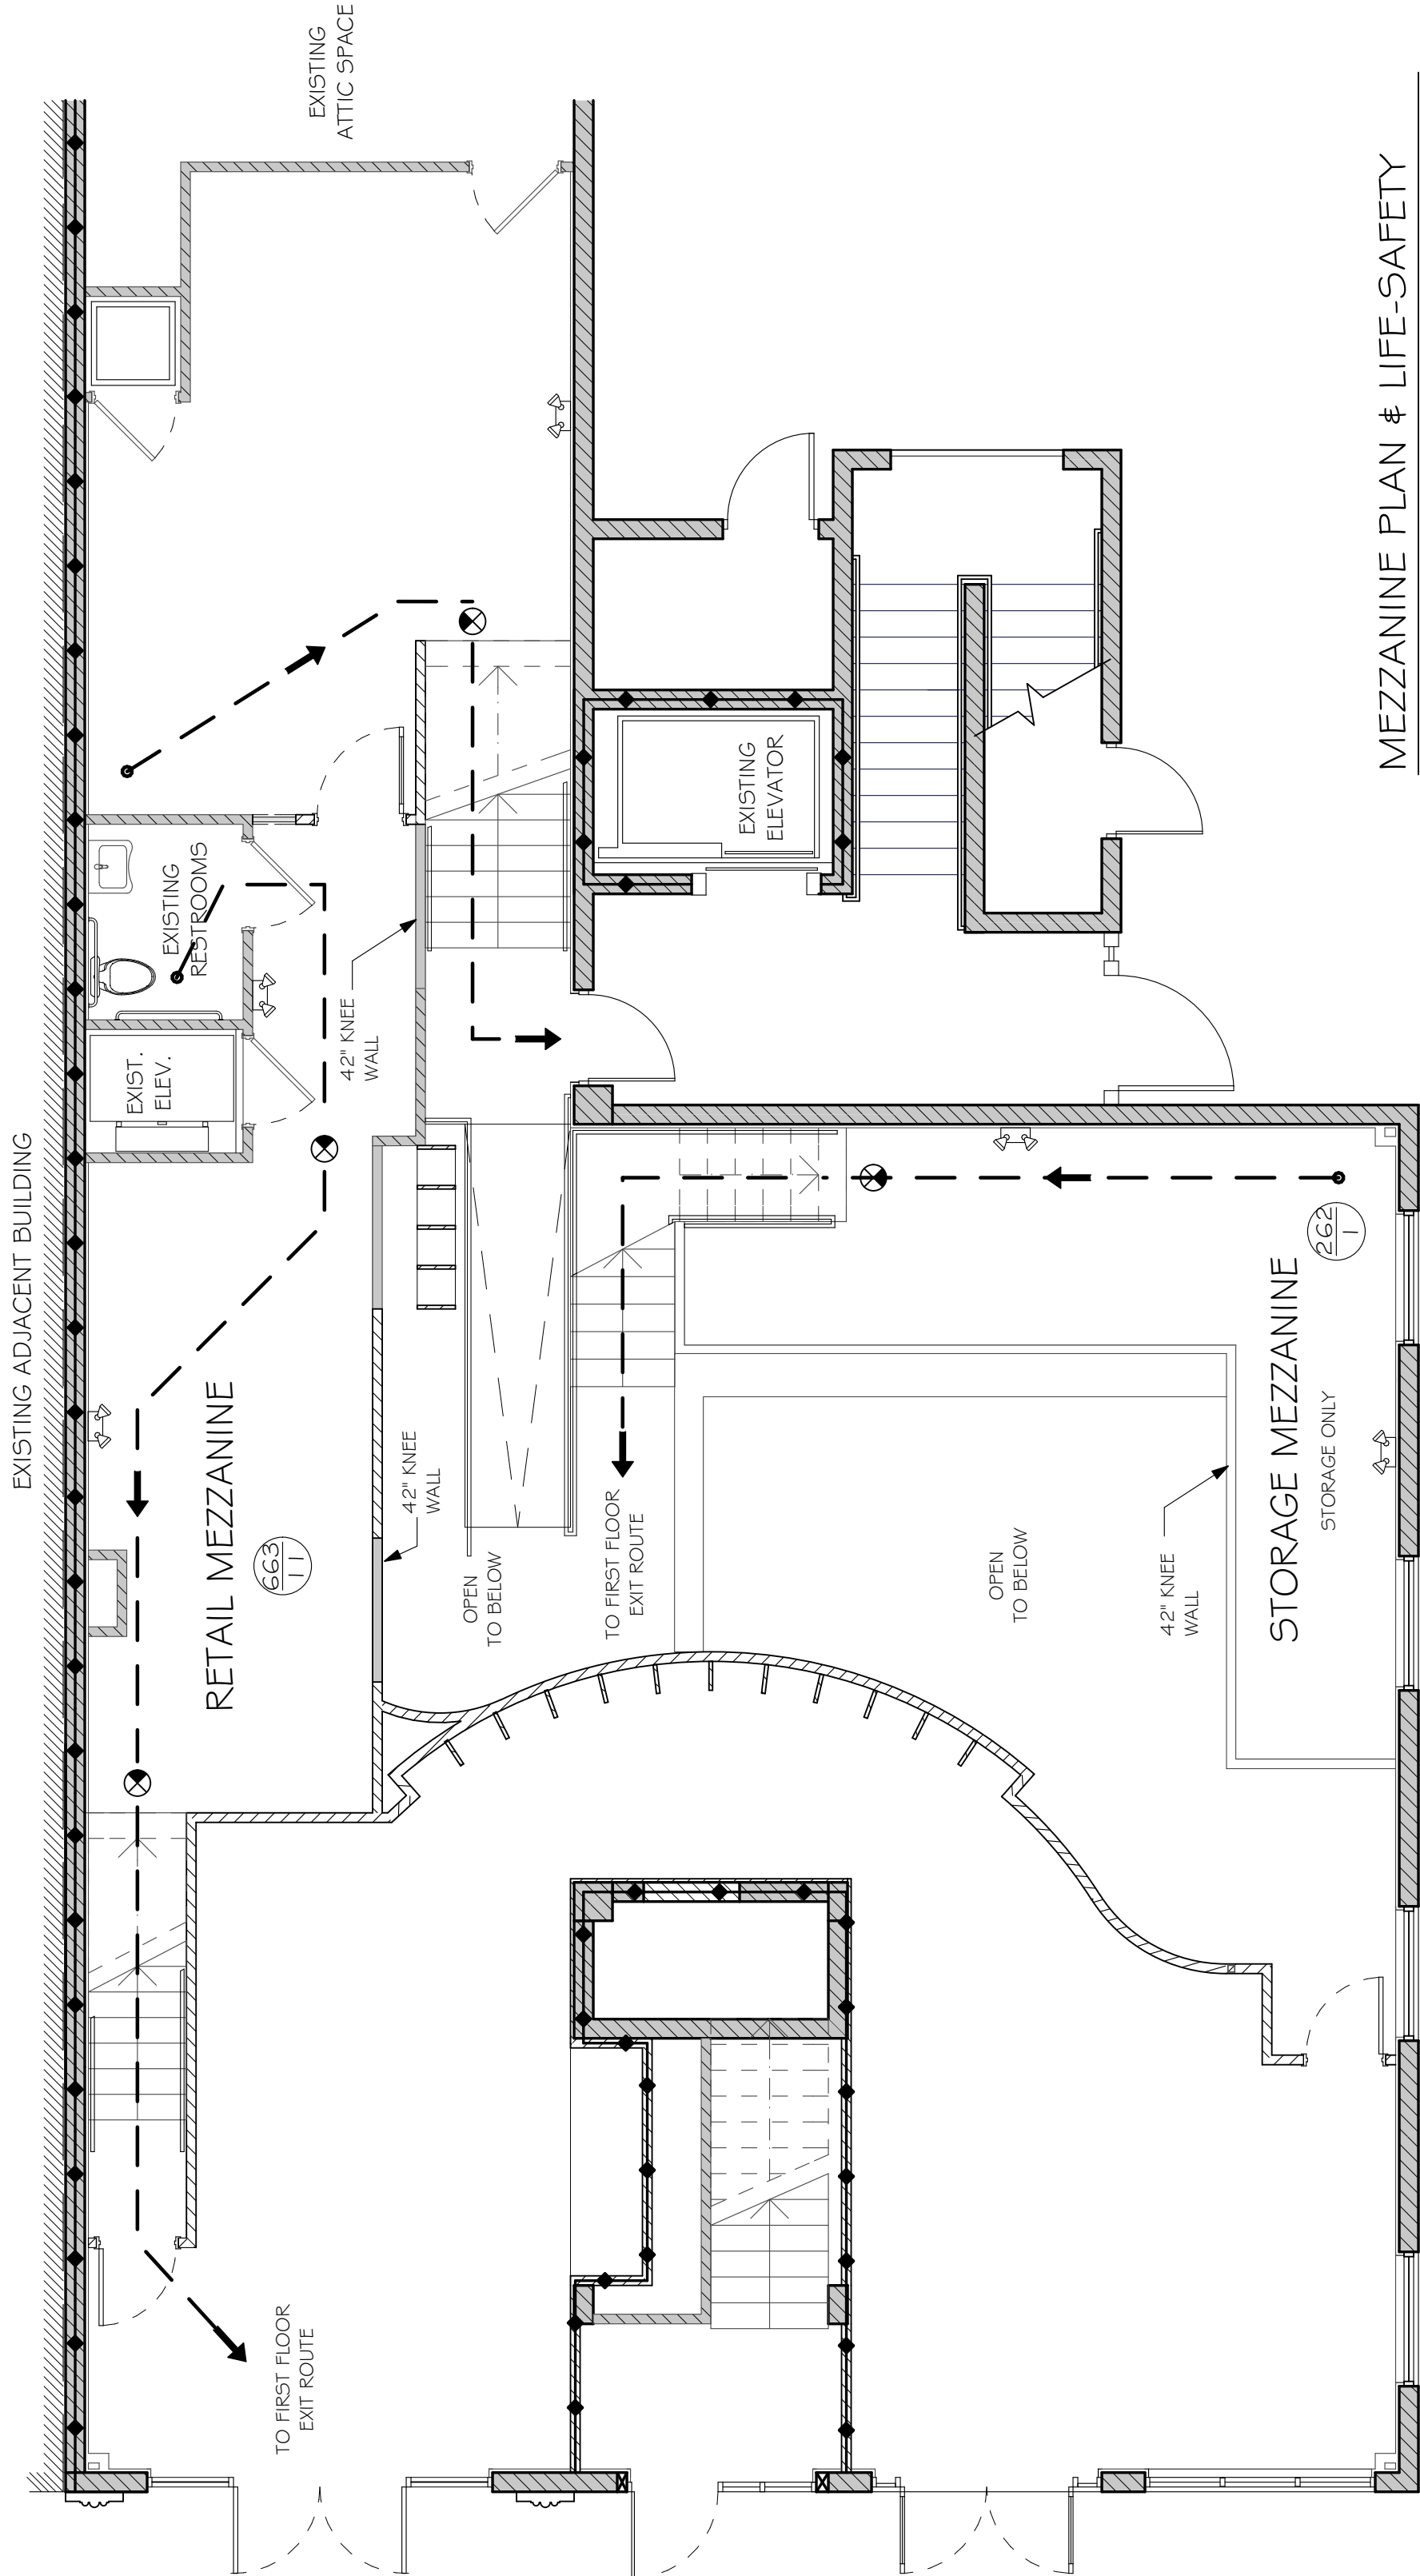 EXISTING ADJACENT BUILDING
EXISTING
ATTIC SPACE
EXIST.
ELEV.
EXISTING
RESTROOMS
RETAIL MEZZANINE
663
11
42" KNEE
WALL
42" KNEE
WALL
OPEN
TO BELOW
TO FIRST FLOOR
EXIT ROUTE
TO FIRST FLOOR
EXIT ROUTE
EXISTING
ELEVATOR
OPEN
TO BELOW
42" KNEE
WALL
STORAGE MEZZANINE
STORAGE ONLY
262
1
MEZZANINE PLAN & LIFE-SAFETY